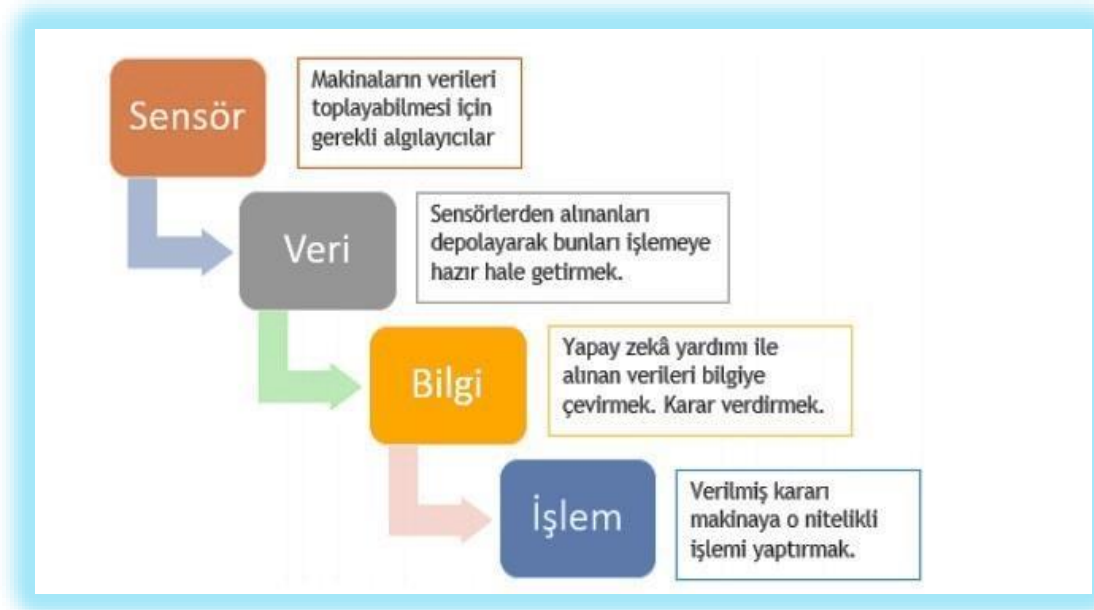 Sensör
Makinaların verileri
toplayabilmesi için
gerekli algılayıcılar
Veri
Sensörlerden alınanları
depolayarak bunları işlemeye
hazır hale getirmek.
Bilgi
Yapay zekâ yardımı ile
alınan verileri bilgiye
çevirmek. Karar verdirmek.
İşlem
Verilmiş kararı
makinaya o nitelikli
işlemi yaptırmak.